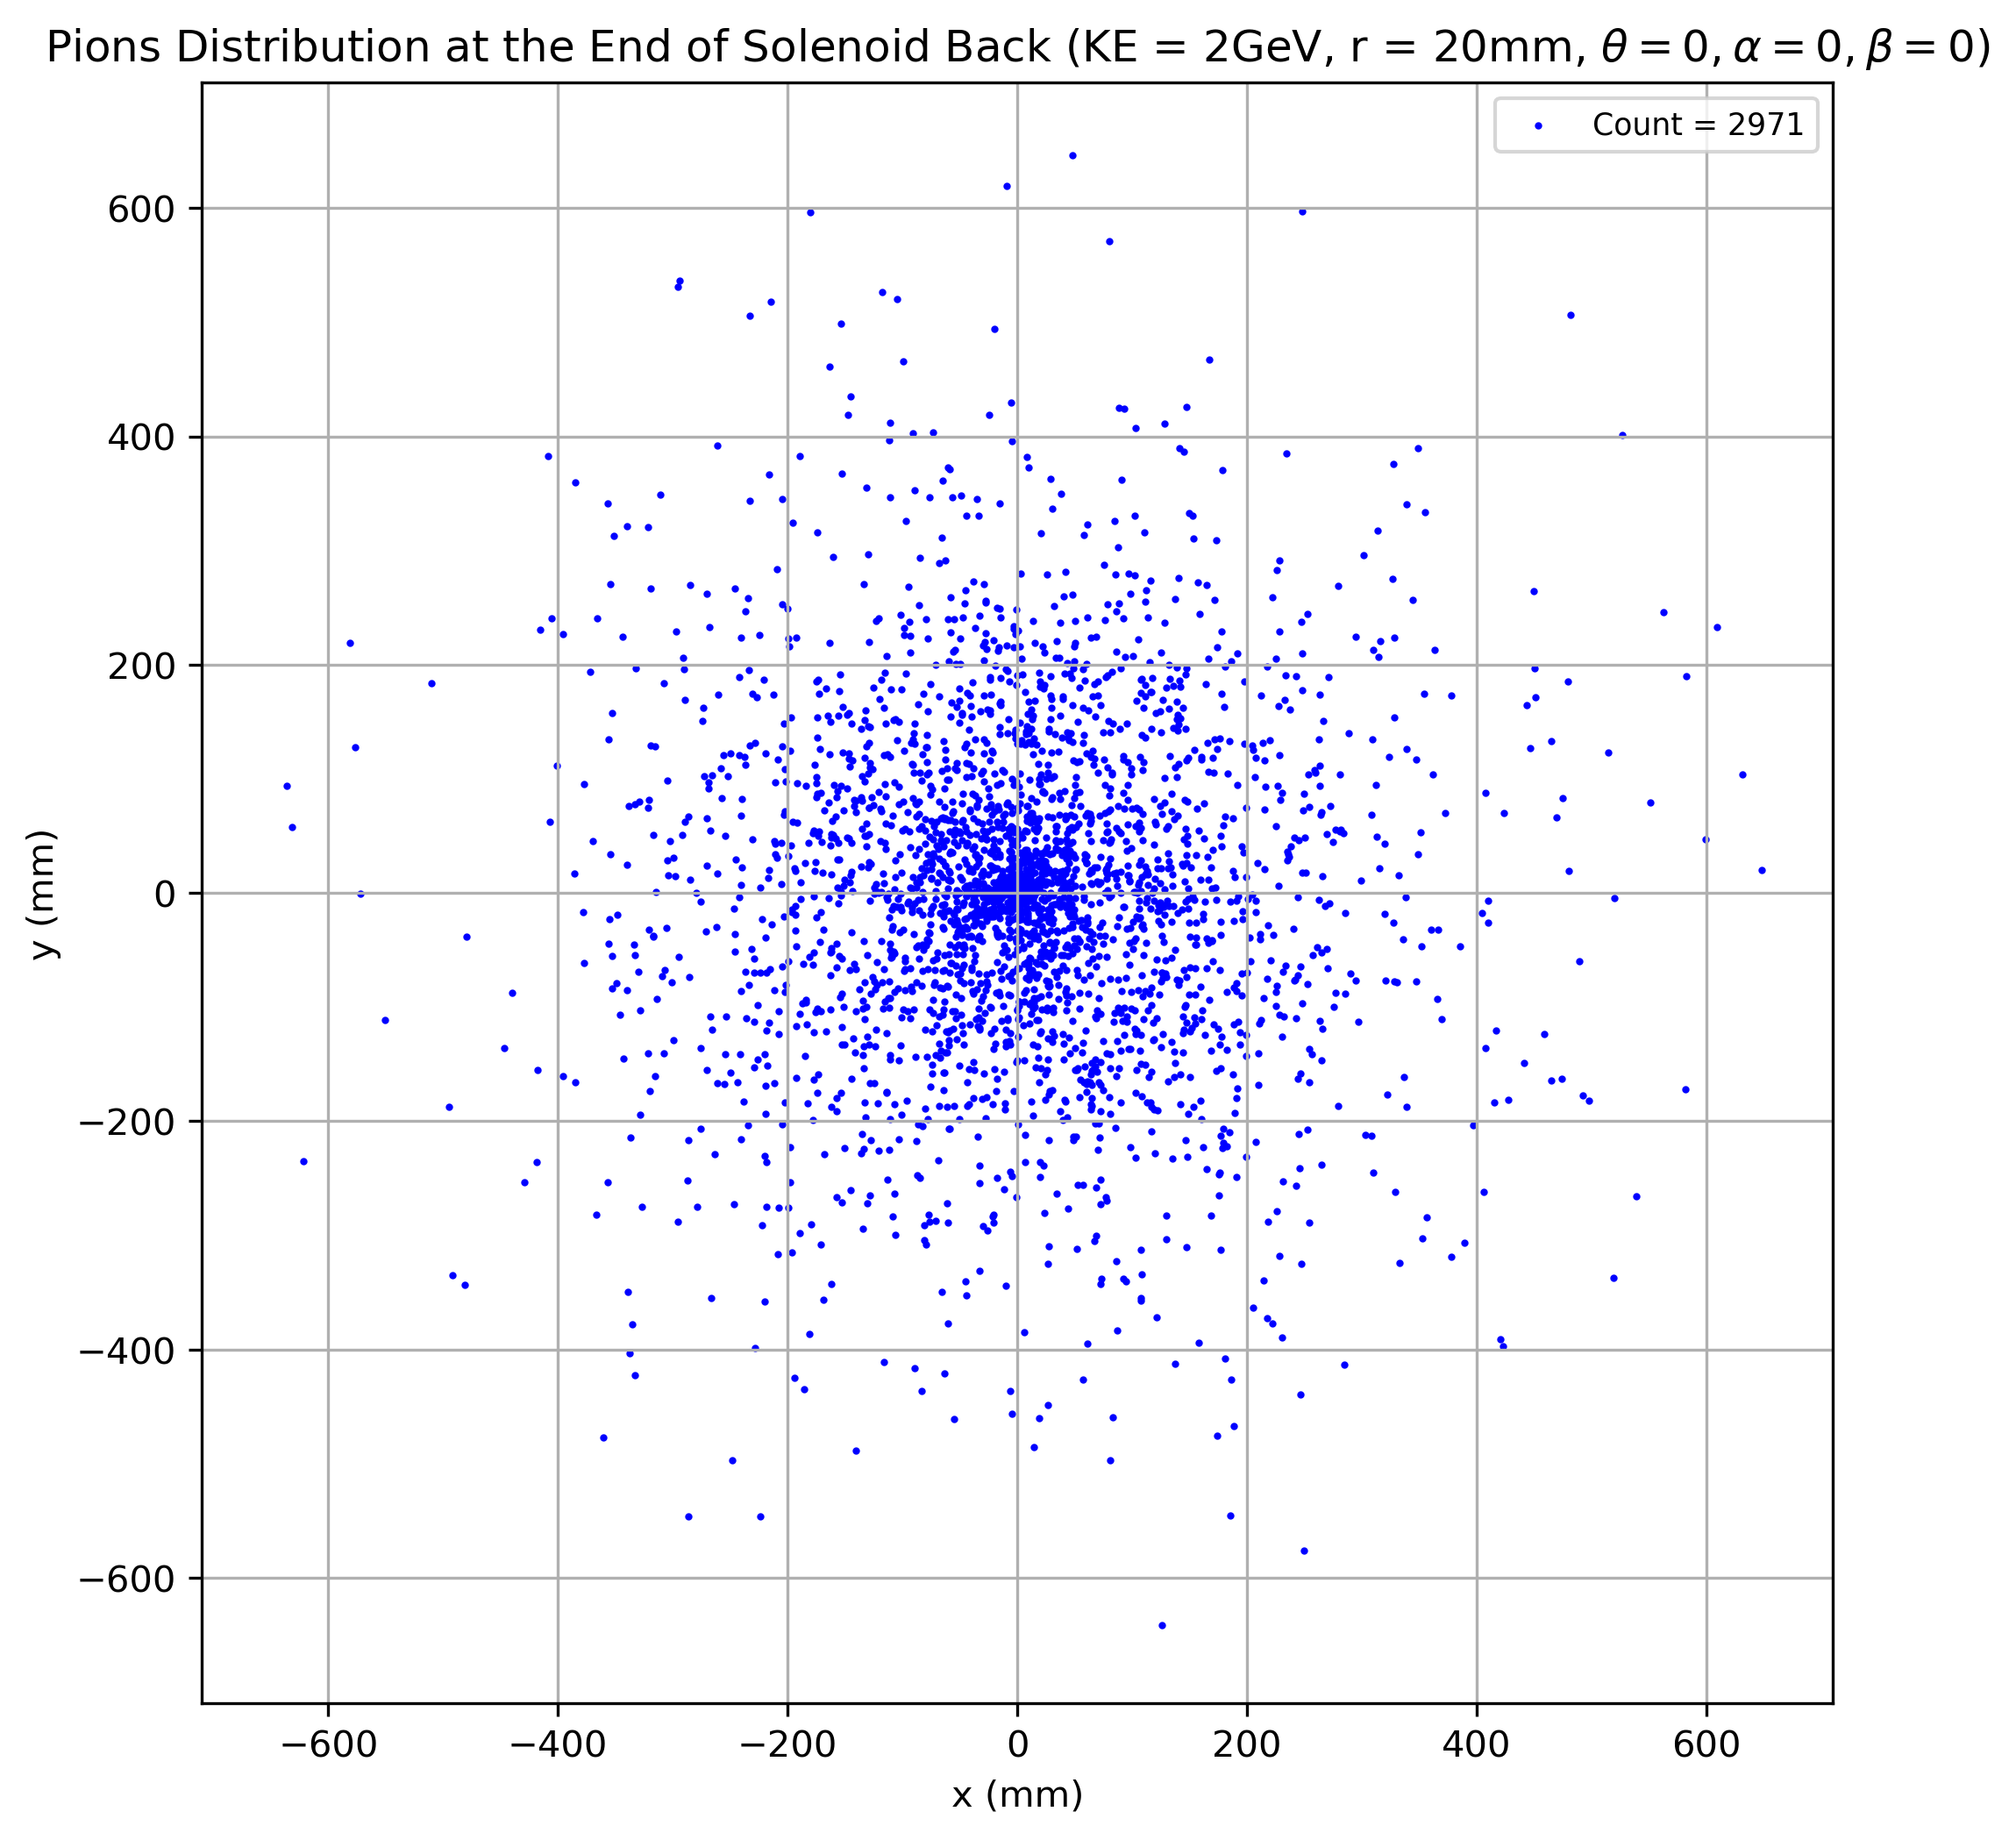 Pions Distribution at the End of Solenoid Back (KE = 2GeV, r = 20mm, θ = 0, α = 0, β = 0)
Count = 2971
600
400
200
0
−200
−400
−600
y (mm)
−600 −400 −200 0 200 400 600
x (mm)